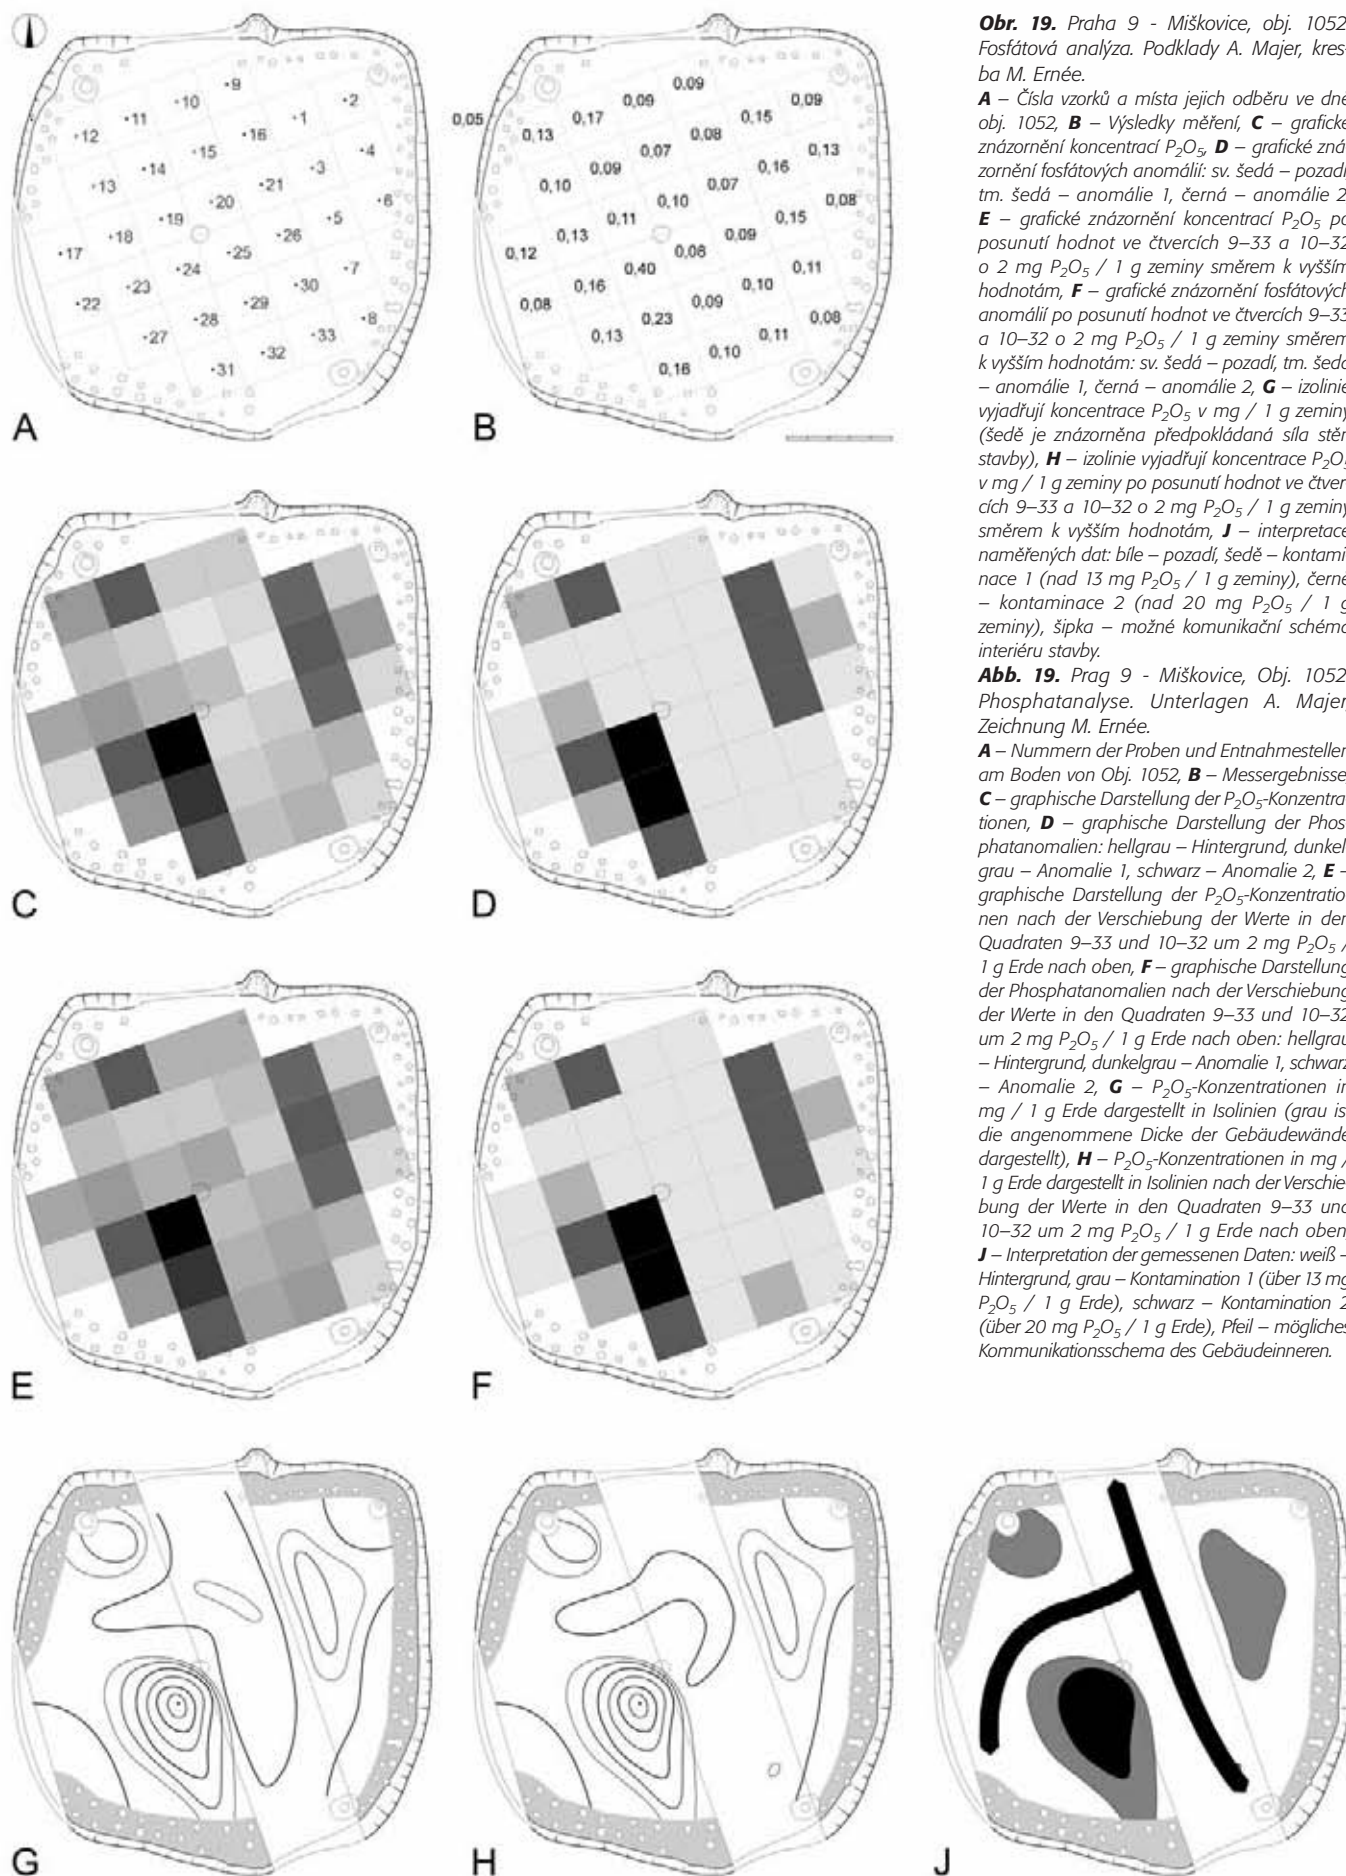 Obr. 19. Praha 9 - Miškovice, obj. 1052
Fosfátová analýza. Podklady A. Majer, kres-
ba M. Ernée.
A – Čísla vzorků a místa jejich odběru ve dně
obj. 1052, B – Výsledky měření, C – grafické
znázornění koncentrací P₂O₅, D – grafické zná-
zornění fosfátových anomálií: sv. šedá – pozadí
tm. šedá – anomálie 1, černá – anomálie 2
E – grafické znázornění koncentrací P₂O₅ po
posunutí hodnot ve čtvercích 9–33 a 10–32
o 2 mg P₂O₅ / 1 g zeminy směrem k vyšším
hodnotám, F – grafické znázornění fosfátových
anomálií po posunutí hodnot ve čtvercích 9–33
a 10–32 o 2 mg P₂O₅ / 1 g zeminy směrem
k vyšším hodnotám: sv. šedá – pozadí, tm. šedá
– anomálie 1, černá – anomálie 2, G – izolinie
vyjadřují koncentrace P₂O₅ v mg / 1 g zeminy
(šedě je znázorněna předpokládaná síla stěn
stavby), H – izolinie vyjadřují koncentrace P₂O₅
v mg / 1 g zeminy po posunutí hodnot ve čtver-
cích 9–33 a 10–32 o 2 mg P₂O₅ / 1 g zeminy
směrem k vyšším hodnotám, J – interpretace
naměřených dat: bíle – pozadí, šedě – kontami-
nace 1 (nad 13 mg P₂O₅ / 1 g zeminy), černě
– kontaminace 2 (nad 20 mg P₂O₅ / 1 g
zeminy), šipka – možné komunikační schéma
interiéru stavby.
Abb. 19. Prag 9 - Miškovice, Obj. 1052
Phosphatanalyse. Unterlagen A. Majer,
Zeichnung M. Ernée.
A – Nummern der Proben und Entnahmestellen
am Boden von Obj. 1052, B – Messergebnisse
C – graphische Darstellung der P₂O₅-Konzentra-
tionen, D – graphische Darstellung der Phos-
phatanomalien: hellgrau – Hintergrund, dunkel-
grau – Anomalie 1, schwarz – Anomalie 2, E –
graphische Darstellung der P₂O₅-Konzentratio-
nen nach der Verschiebung der Werte in den
Quadraten 9–33 und 10–32 um 2 mg P₂O₅ /
1 g Erde nach oben, F – graphische Darstellung
der Phosphatanomalien nach der Verschiebung
der Werte in den Quadraten 9–33 und 10–32
um 2 mg P₂O₅ / 1 g Erde nach oben: hellgrau
– Hintergrund, dunkelgrau – Anomalie 1, schwarz
– Anomalie 2, G – P₂O₅-Konzentrationen in
mg / 1 g Erde dargestellt in Isolinien (grau ist
die angenommene Dicke der Gebäudewände
dargestellt), H – P₂O₅-Konzentrationen in mg /
1 g Erde dargestellt in Isolinien nach der Verschie-
bung der Werte in den Quadraten 9–33 und
10–32 um 2 mg P₂O₅ / 1 g Erde nach oben
J – Interpretation der gemessenen Daten: weiß –
Hintergrund, grau – Kontamination 1 (über 13 mg
P₂O₅ / 1 g Erde), schwarz – Kontamination 2
(über 20 mg P₂O₅ / 1 g Erde), Pfeil – mögliches
Kommunikationsschema des Gebäudeinneren.
12 11 10 9
13 14 15 16 1 2
17 18 19 20 21 3 4
22 23 24 25 26 5 6
27 28 29 30 7
31 32 33 8
A
0,05
0,13 0,17 0,09 0,09
0,10 0,09 0,07 0,08 0,15 0,09
0,12 0,13 0,11 0,10 0,07 0,16 0,13
0,08 0,16 0,40 0,08 0,09 0,15 0,08
0,13 0,23 0,09 0,10 0,11
0,16 0,10 0,11 0,08
B
C
D
E
F
G
H
J